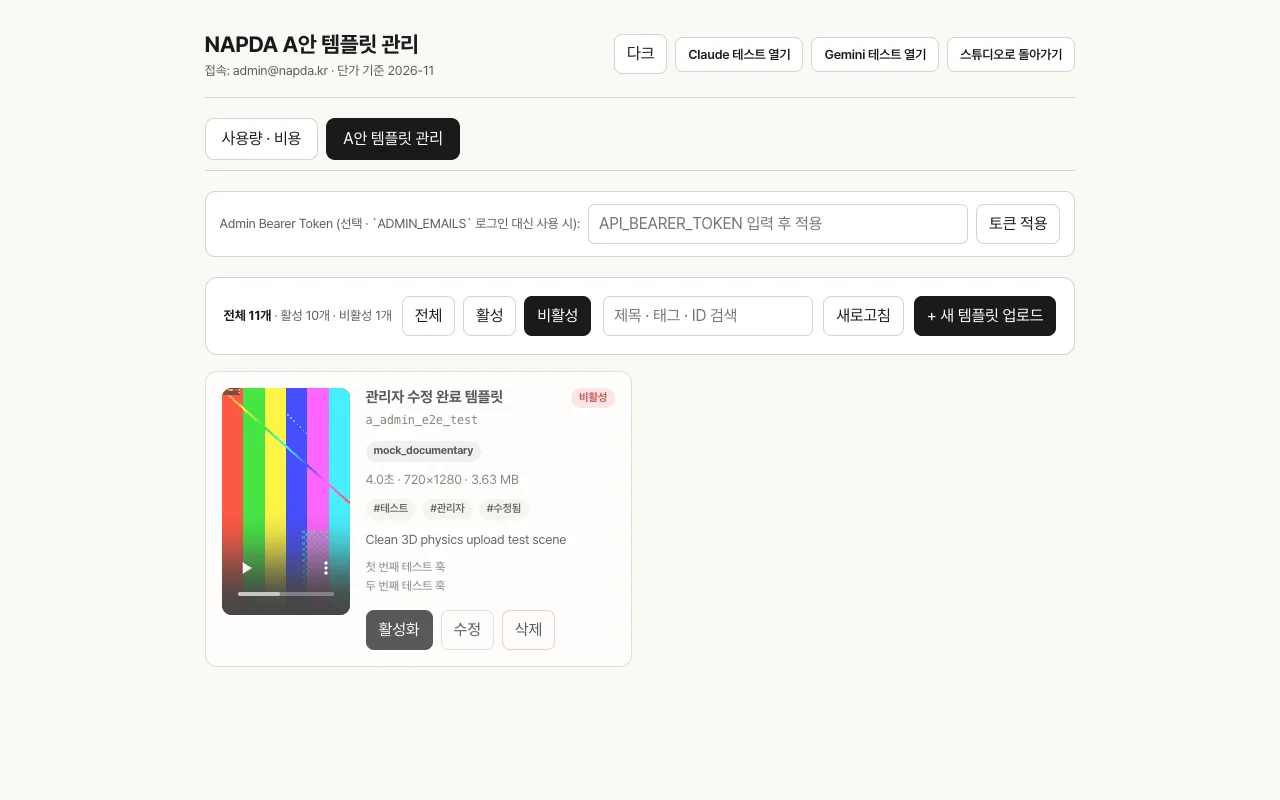 NAPDA A안 템플릿 관리
접속: admin@napda.kr · 단가 기준 2026-11
다크
Claude 테스트 열기
Gemini 테스트 열기
스튜디오로 돌아가기
사용량 · 비용
A안 템플릿 관리
Admin Bearer Token (선택 · `ADMIN_EMAILS` 로그인 대신 사용 시):
API_BEARER_TOKEN 입력 후 적용
토큰 적용
전체 11개 · 활성 10개 · 비활성 1개
전체
활성
비활성
제목 · 태그 · ID 검색
새로고침
+ 새 템플릿 업로드
관리자 수정 완료 템플릿
비활성
a_admin_e2e_test
mock_documentary
4.0초 · 720×1280 · 3.63 MB
#테스트 #관리자 #수정됨
Clean 3D physics upload test scene
첫 번째 테스트 훅
두 번째 테스트 훅
활성화
수정
삭제